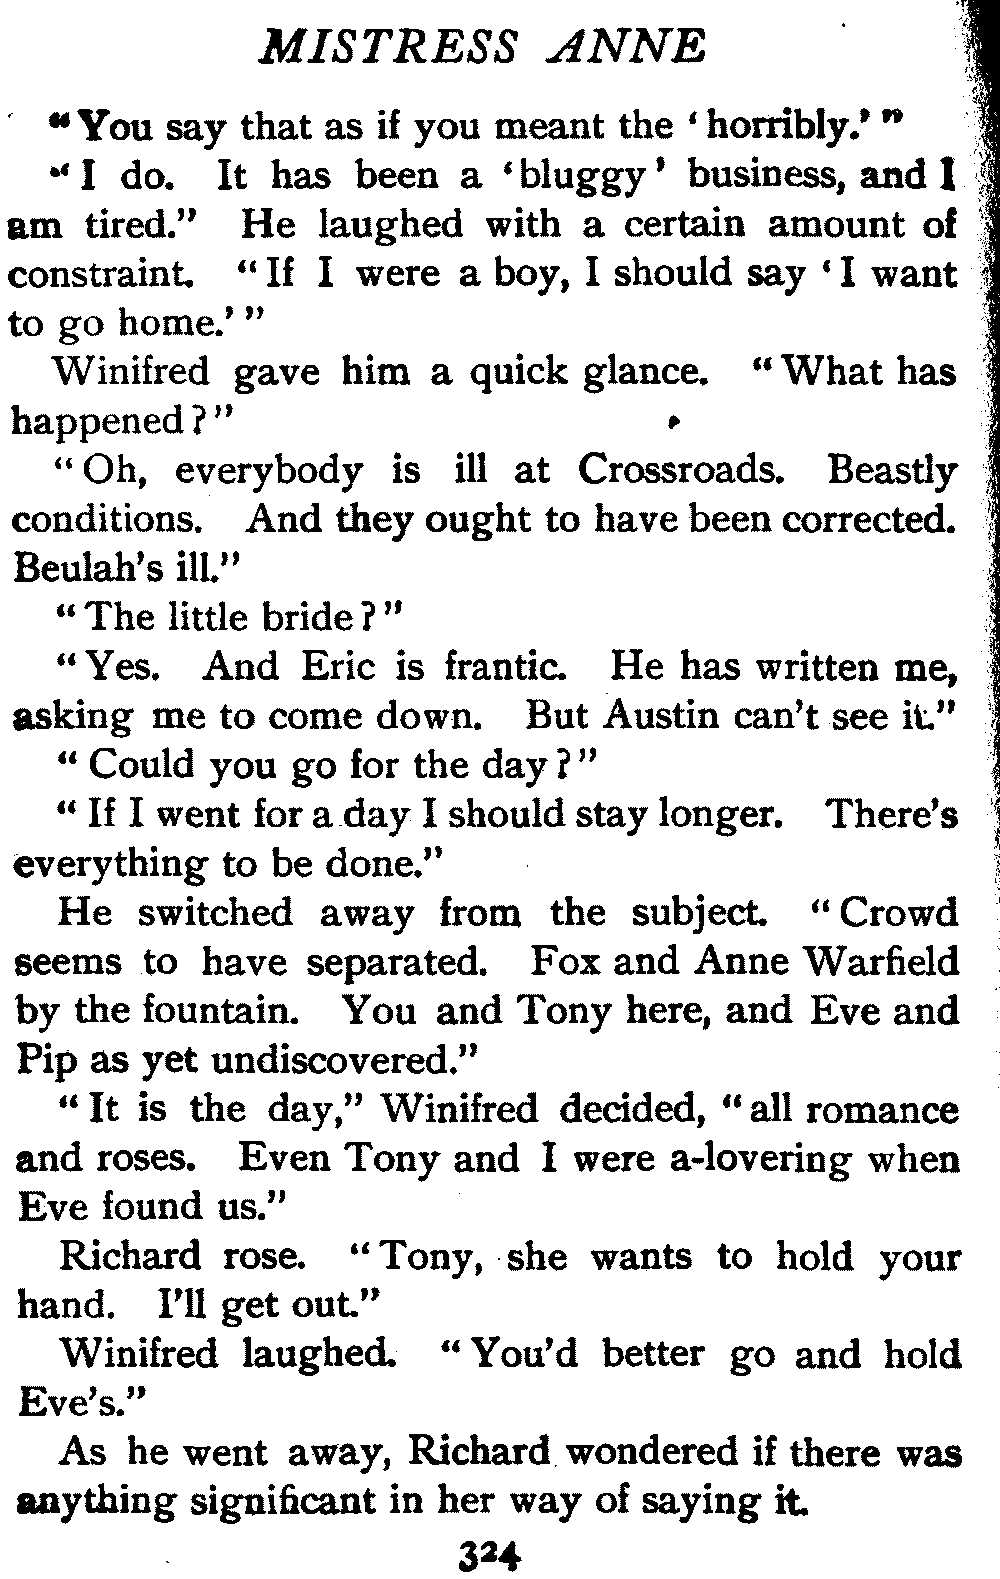 MISTRESS ANNE
"You say that as if you meant the 'horribly.'"
"I do. It has been a 'bluggy' business, and I
am tired." He laughed with a certain amount of
constraint. "If I were a boy, I should say 'I want
to go home.'"
Winifred gave him a quick glance. "What has
happened?"
"Oh, everybody is ill at Crossroads. Beastly
conditions. And they ought to have been corrected.
Beulah's ill."
"The little bride?"
"Yes. And Eric is frantic. He has written me,
asking me to come down. But Austin can't see it."
"Could you go for the day?"
"If I went for a day I should stay longer. There's
everything to be done."
He switched away from the subject. "Crowd
seems to have separated. Fox and Anne Warfield
by the fountain. You and Tony here, and Eve and
Pip as yet undiscovered."
"It is the day," Winifred decided, "all romance
and roses. Even Tony and I were a-lovering when
Eve found us."
Richard rose. "Tony, she wants to hold your
hand. I'll get out."
Winifred laughed. "You'd better go and hold
Eve's."
As he went away, Richard wondered if there was
anything significant in her way of saying it.
324